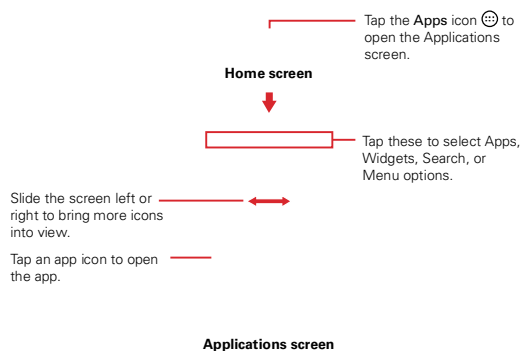 Tap the Apps icon to
open the Applications
screen.
Home screen
Tap these to select Apps,
Widgets, Search, or
Menu options.
Slide the screen left or
right to bring more icons
into view.
Tap an app icon to open
the app.
Applications screen